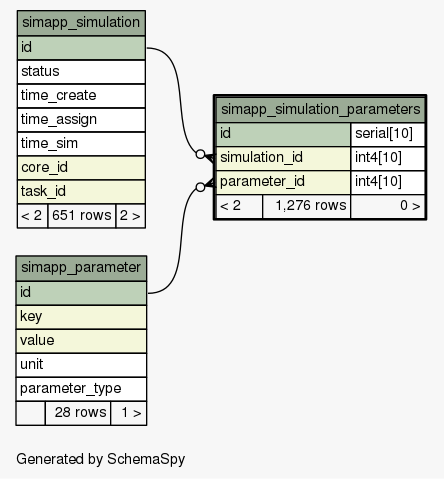 simapp_simulation
id
status
time_create
time_assign
time_sim
core_id
task_id
< 2 651 rows 2 >
simapp_simulation_parameters
id serial[10]
simulation_id int4[10]
parameter_id int4[10]
< 2 1,276 rows 0 >
simapp_parameter
id
key
value
unit
parameter_type
28 rows 1 >
Generated by SchemaSpy